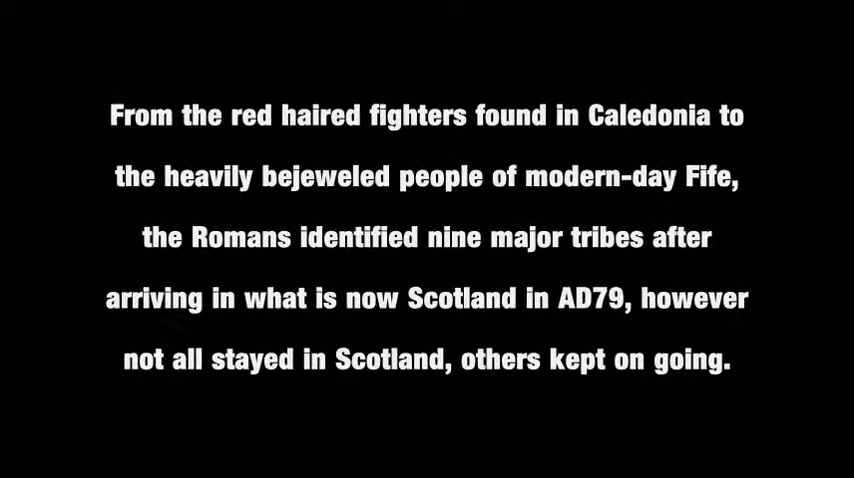 From the red haired fighters found in Caledonia to
the heavily bejeweled people of modern-day Fife,
the Romans identified nine major tribes after
arriving in what is now Scotland in AD79, however
not all stayed in Scotland, others kept on going.